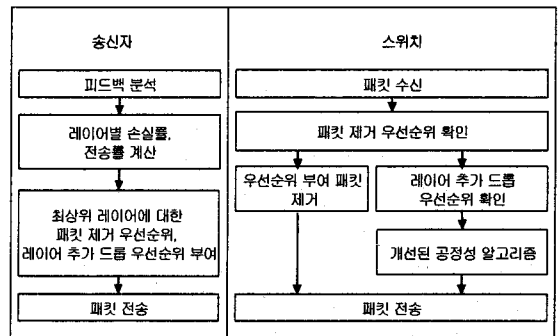 송신자
피드백 분석
레이어별 손실률,
전송률 계산
최상위 레이어에 대한
패킷 제거 우선순위,
레이어 추가 드롭 우선순위 부여
패킷 전송
스위치
패킷 수신
패킷 제거 우선순위 확인
우선순위 부여 패킷
제거
레이어 추가 드롭
우선순위 확인
개선된 공정성 알고리즘
패킷 전송